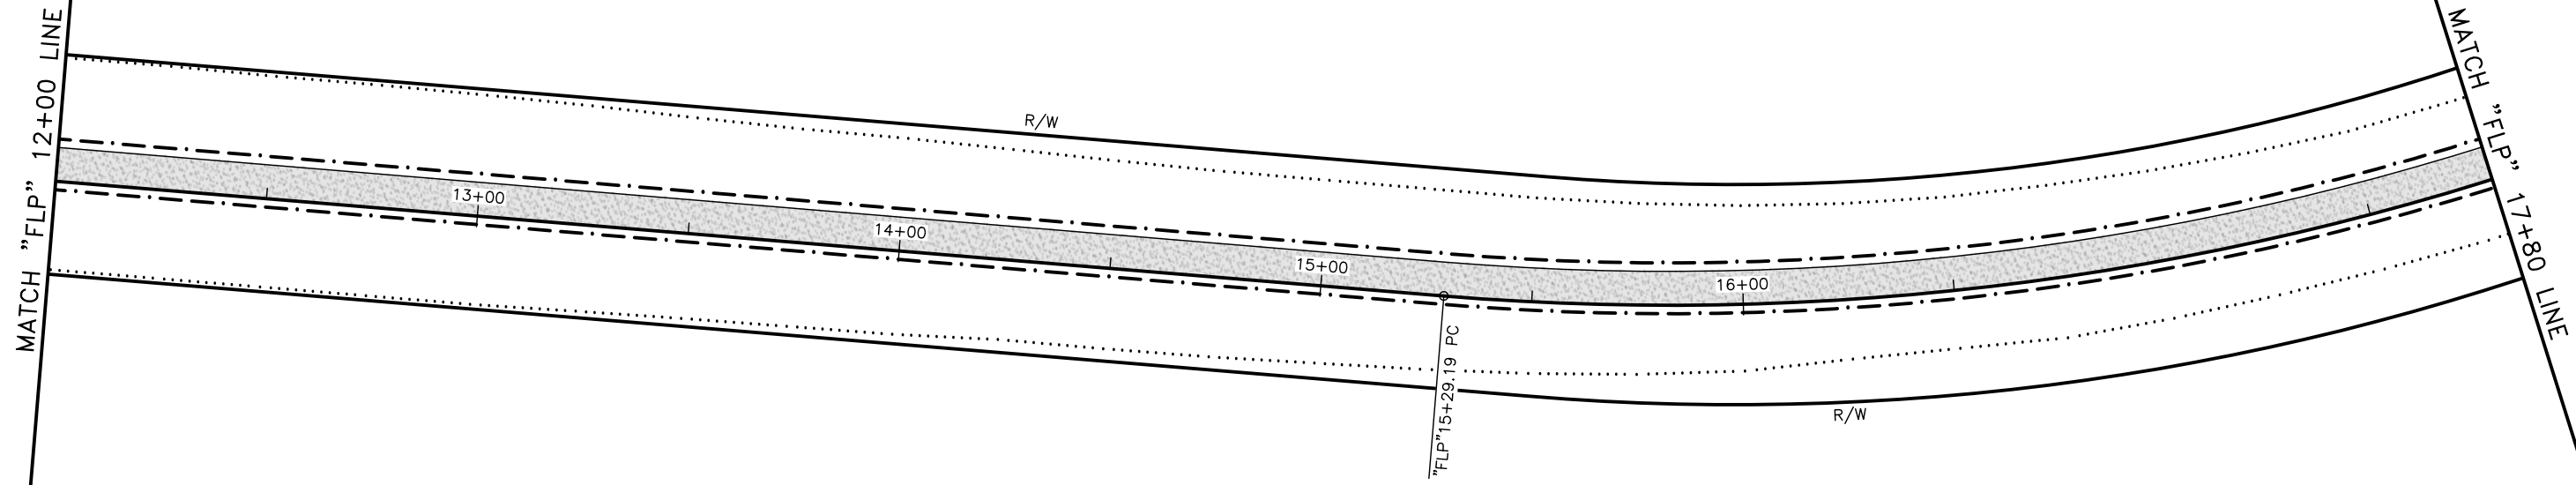 MATCH "FLP" 12+00 LINE
R/W
13+00
14+00
15+00
16+00
"FLP"15+29.19 PC
R/W
MATCH "FLP" 17+80 LINE